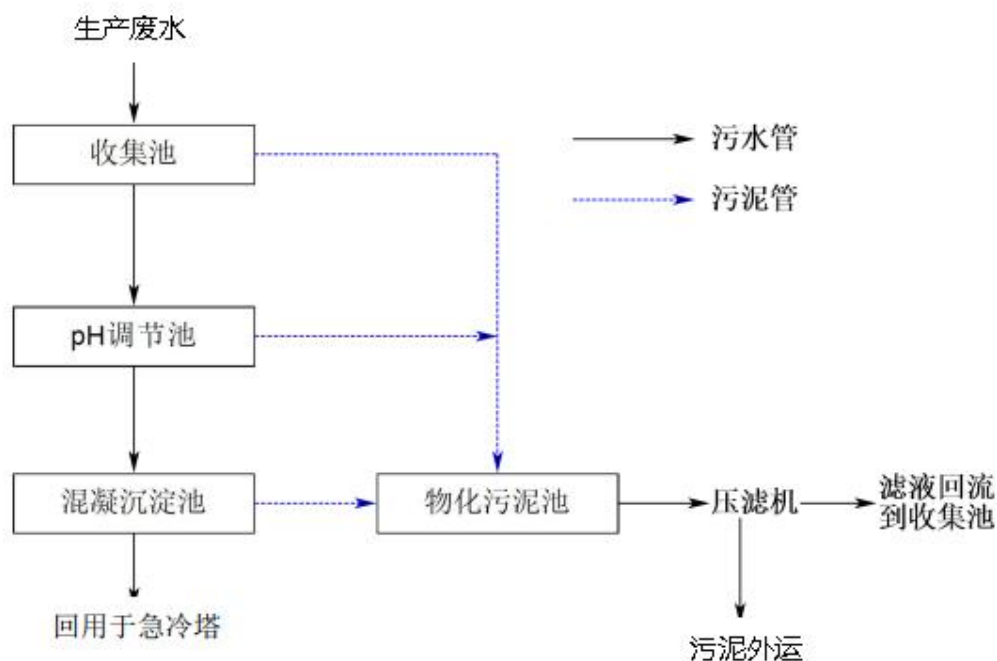 生产废水
收集池
污水管
污泥管
pH调节池
混凝沉淀池
物化污泥池
压滤机
滤液回流
到收集池
回用于急冷塔
污泥外运